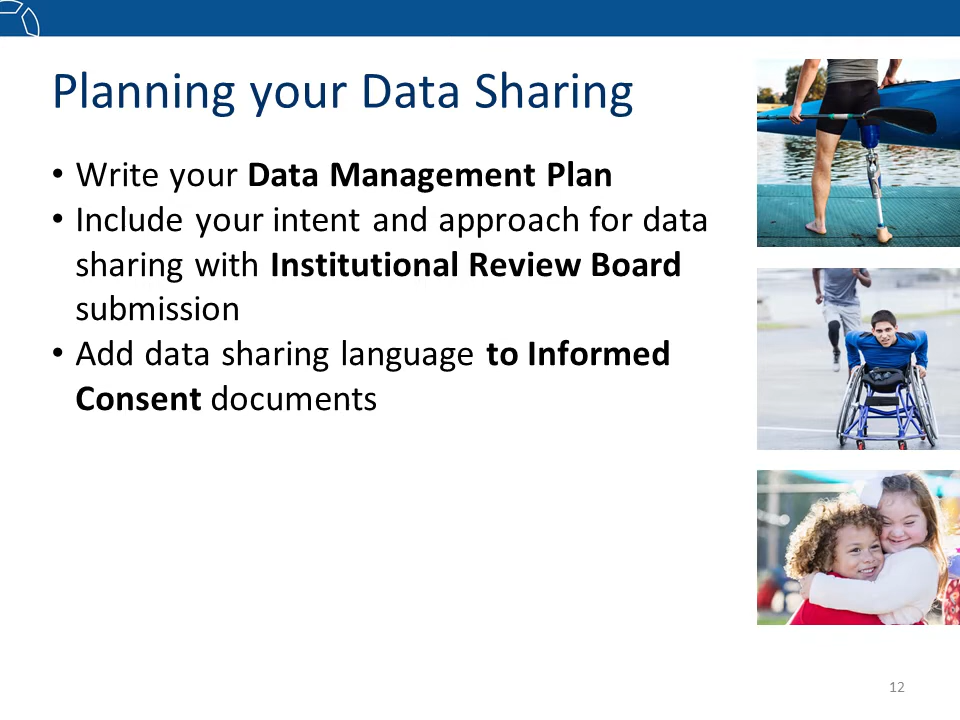 Planning your Data Sharing
• Write your Data Management Plan
• Include your intent and approach for data
sharing with Institutional Review Board
submission
• Add data sharing language to Informed
Consent documents
12